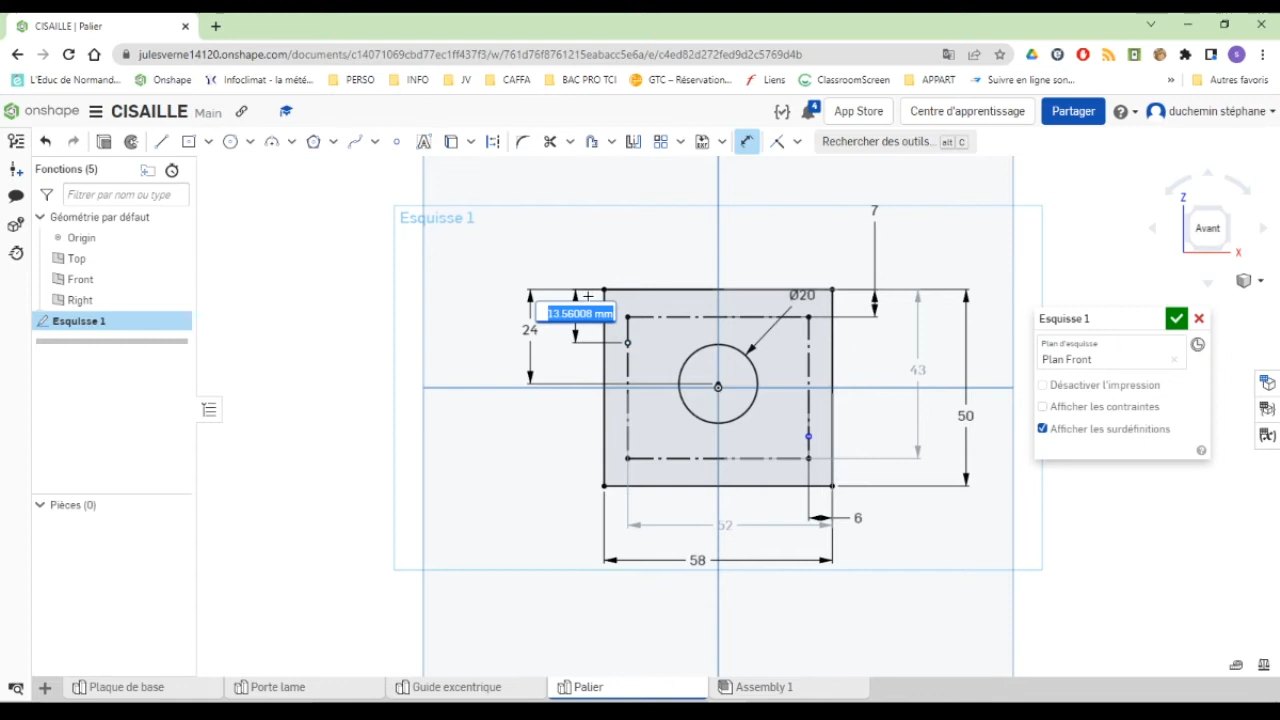 CISAILLE | Palier
julesverne14120.onshape.com/documents/c14071069cbd77ec1ff437f3/w/761d76f8761215eabacc5e6a/e/c4ed82d272fed9d2c5769d4b
S
L'Educ de Normand... Onshape Infoclimat - la mété... PERSO INFO JV CAFFA BAC PRO TCI GTC – Réservation... Liens ClassroomScreen APPART Suivre en ligne son... » Autres favoris
onshape CISAILLE Main 4 App Store Centre d'apprentissage Partager duchemin stéphane
Rechercher des outils... alt C
Fonctions (5)
Filtrer par nom ou type
Géométrie par défaut
Origin
Top
Front
Right
Esquisse 1
Pièces (0)
Esquisse 1
7
Ø20
13.56008 mm
24
43
50
52
6
58
Z
Avant
X
Esquisse 1
Plan d'esquisse
Plan Front
Désactiver l'impression
Afficher les contraintes
Afficher les surdéfinitions
Plaque de base Porte lame Guide excentrique Palier Assembly 1